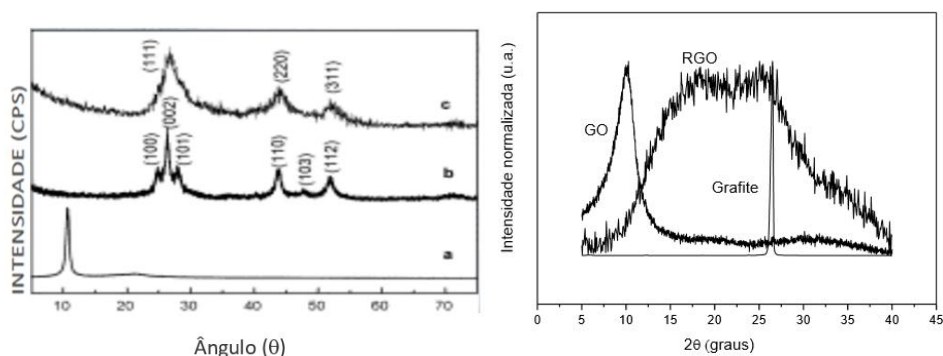 INTENSIDADE (CPS)
(111)
(220)
(311)
c
(100)
(002)
(101)
(110)
(103)
(112)
b
a
10 20 30 40 50 60 70
Ângulo (θ)
Intensidade normalizada (u.a.)
RGO
GO
Grafite
0 5 10 15 20 25 30 35 40 45
2θ (graus)